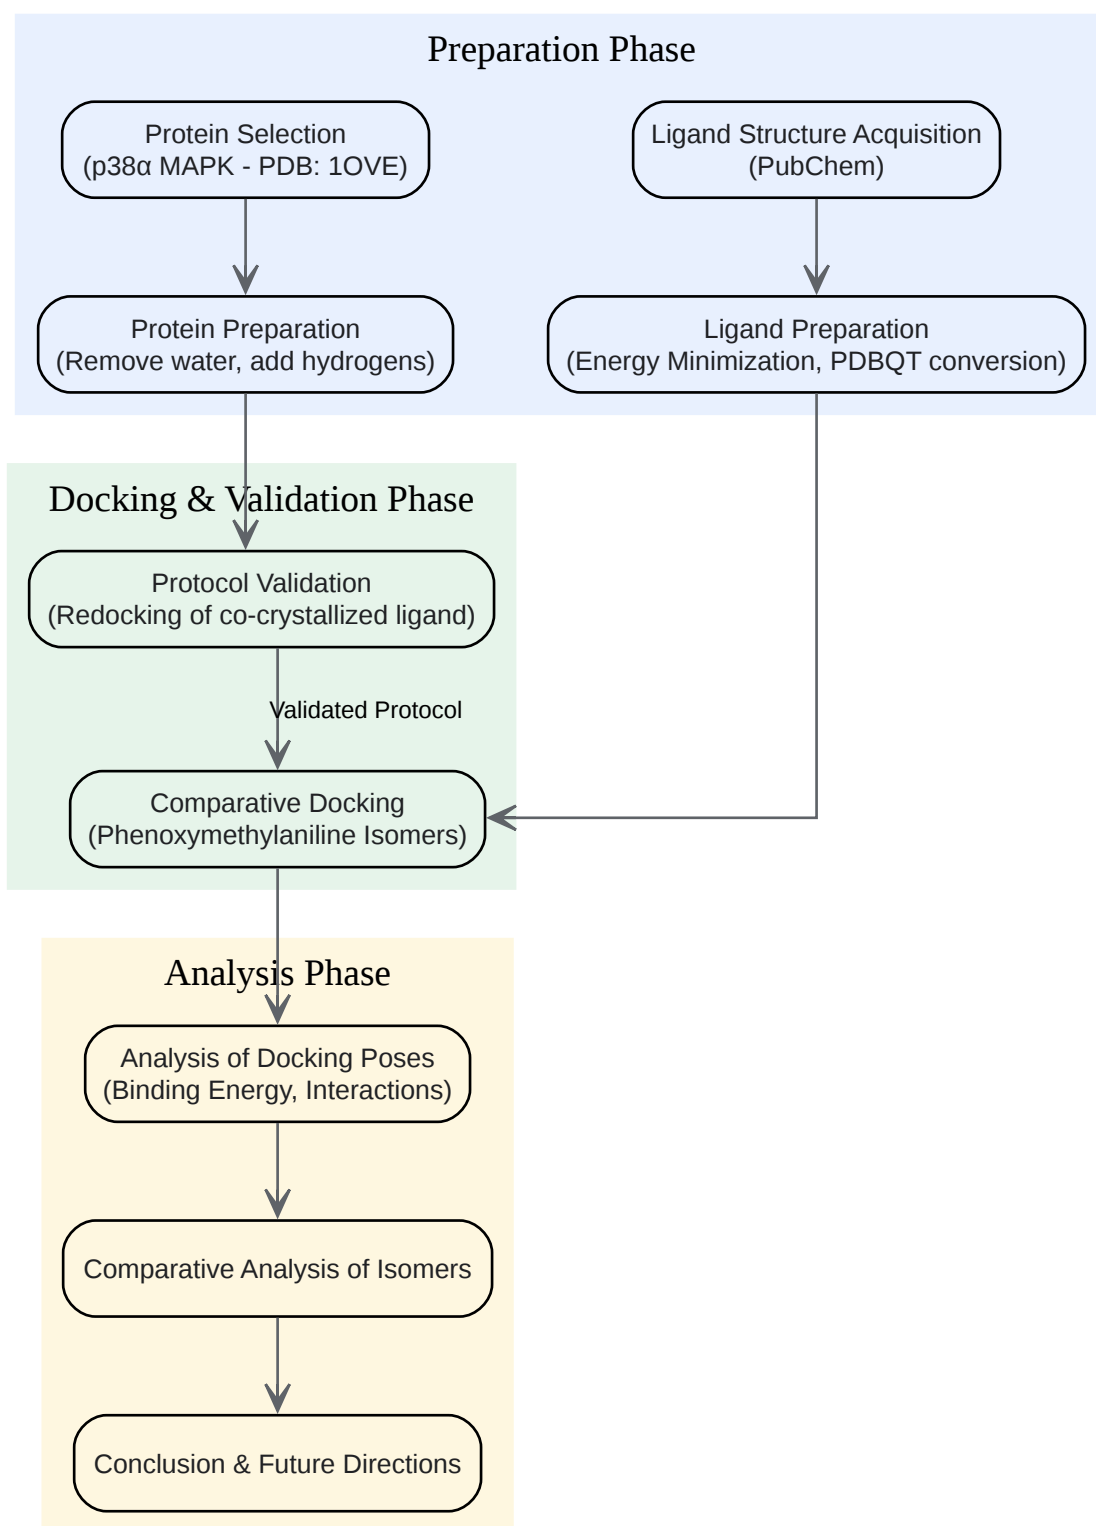 Preparation Phase
Protein Selection
(p38α MAPK - PDB: 1OVE)
Ligand Structure Acquisition
(PubChem)
Protein Preparation
(Remove water, add hydrogens)
Ligand Preparation
(Energy Minimization, PDBQT conversion)
Docking & Validation Phase
Protocol Validation
(Redocking of co-crystallized ligand)
Validated Protocol
Comparative Docking
(Phenoxymethylaniline Isomers)
Analysis Phase
Analysis of Docking Poses
(Binding Energy, Interactions)
Comparative Analysis of Isomers
Conclusion & Future Directions